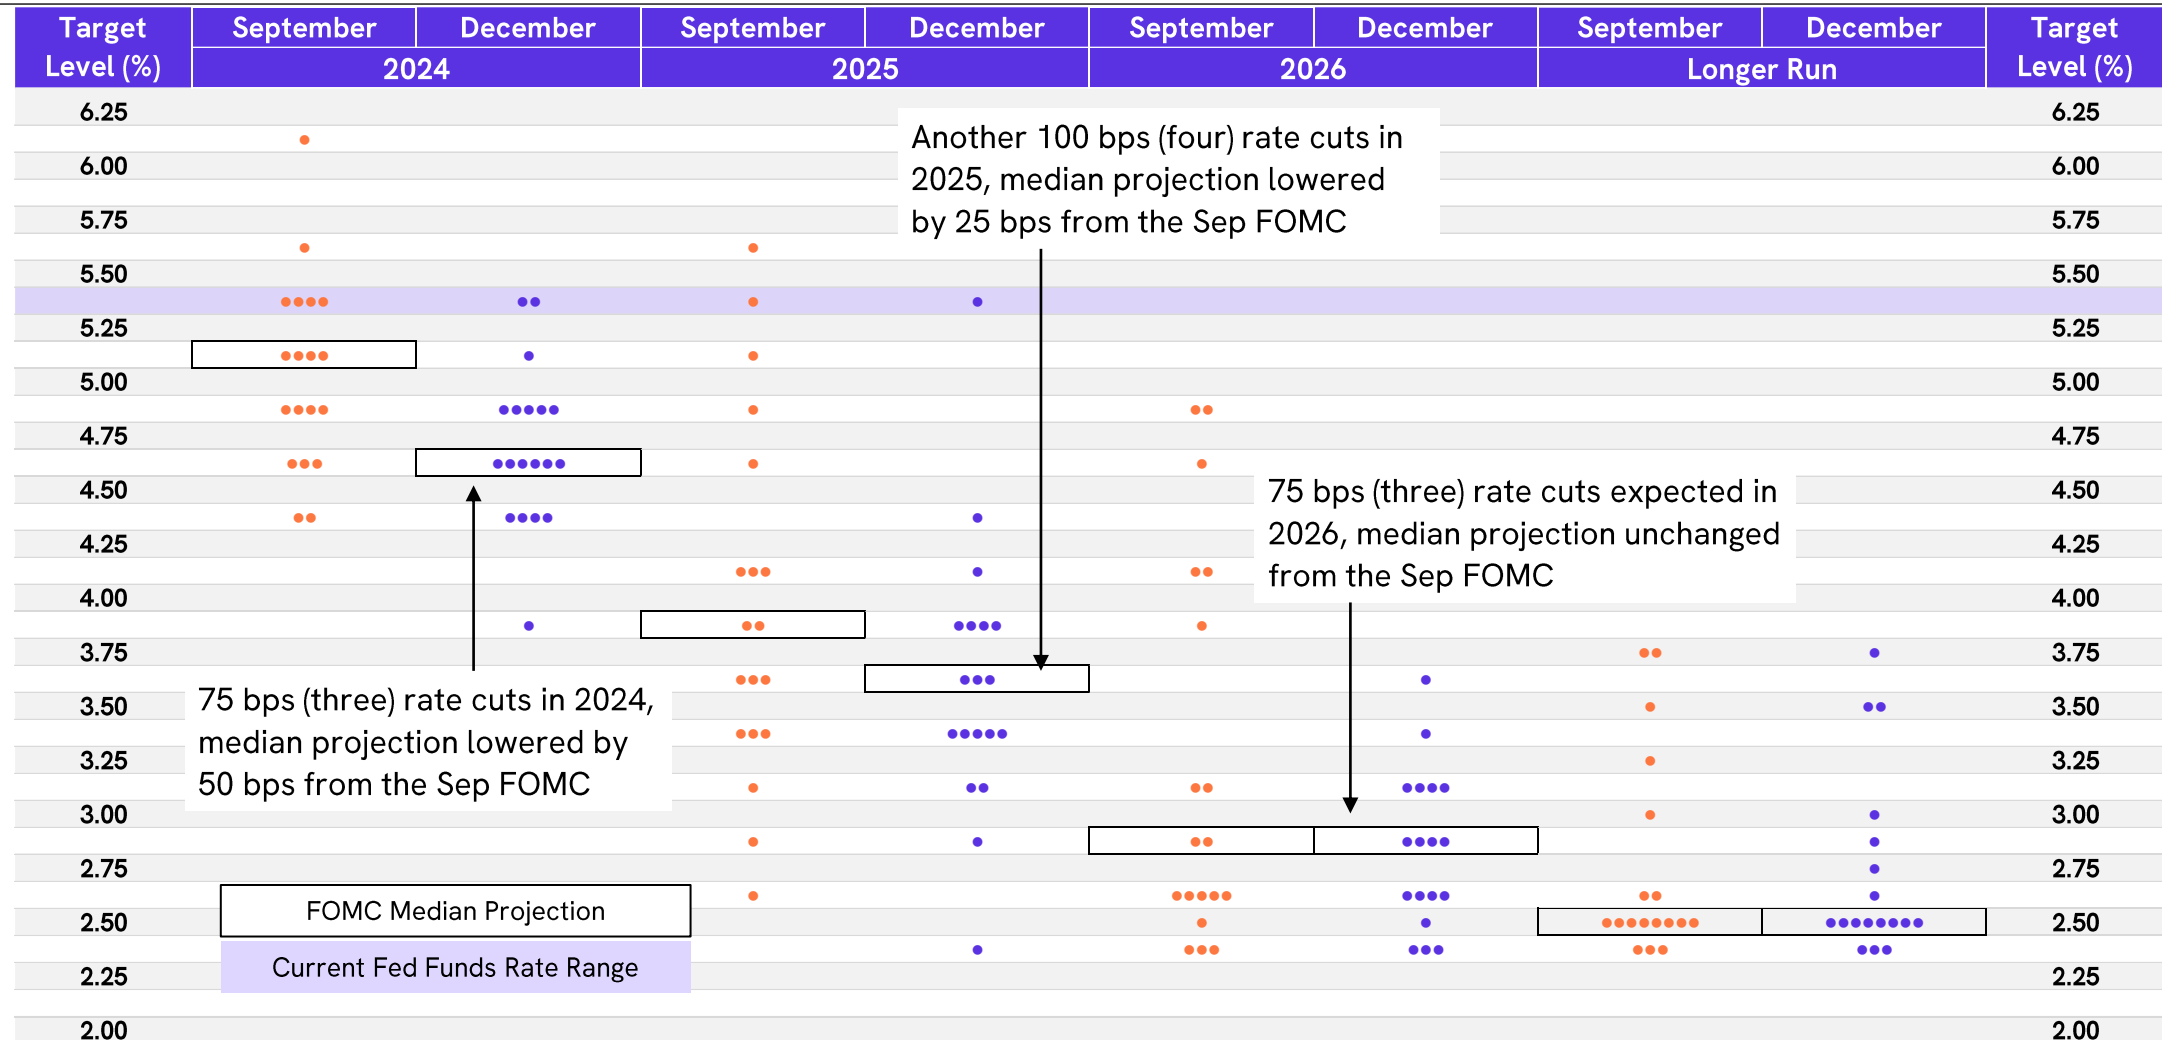 Target Level (%) September December September December September December September December Target Level (%)
2024 2025 2026 Longer Run
6.25 6.25
Another 100 bps (four) rate cuts in
2025, median projection lowered
by 25 bps from the Sep FOMC
6.00 6.00
5.75 5.75
5.50 5.50
5.25 5.25
5.00 5.00
4.75 4.75
4.50 4.50
75 bps (three) rate cuts expected in
2026, median projection unchanged
from the Sep FOMC
4.25 4.25
4.00 4.00
3.75 3.75
75 bps (three) rate cuts in 2024,
median projection lowered by
50 bps from the Sep FOMC
3.50 3.50
3.25 3.25
3.00 3.00
2.75 2.75
FOMC Median Projection
2.50 2.50
Current Fed Funds Rate Range
2.25 2.25
2.00 2.00